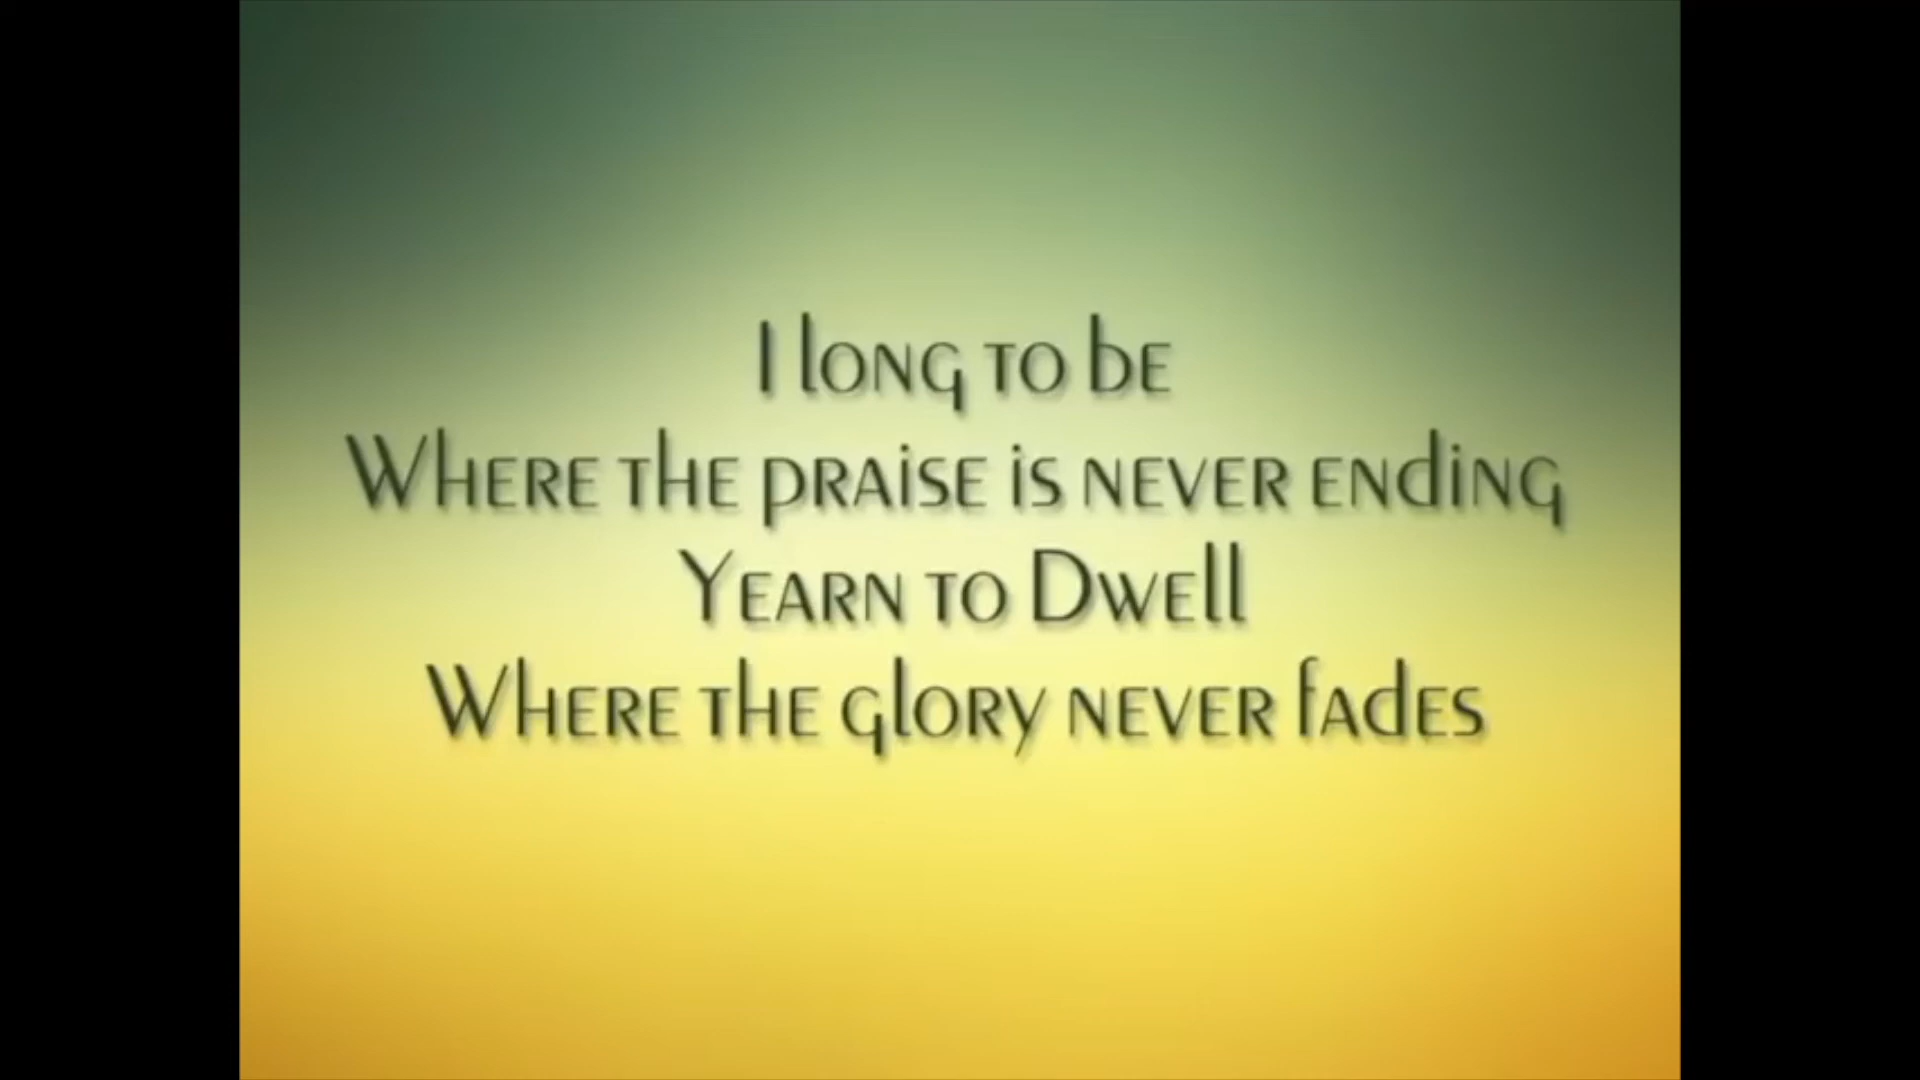 I long to be
Where the praise is never ending
Yearn to Dwell
Where the glory never fades